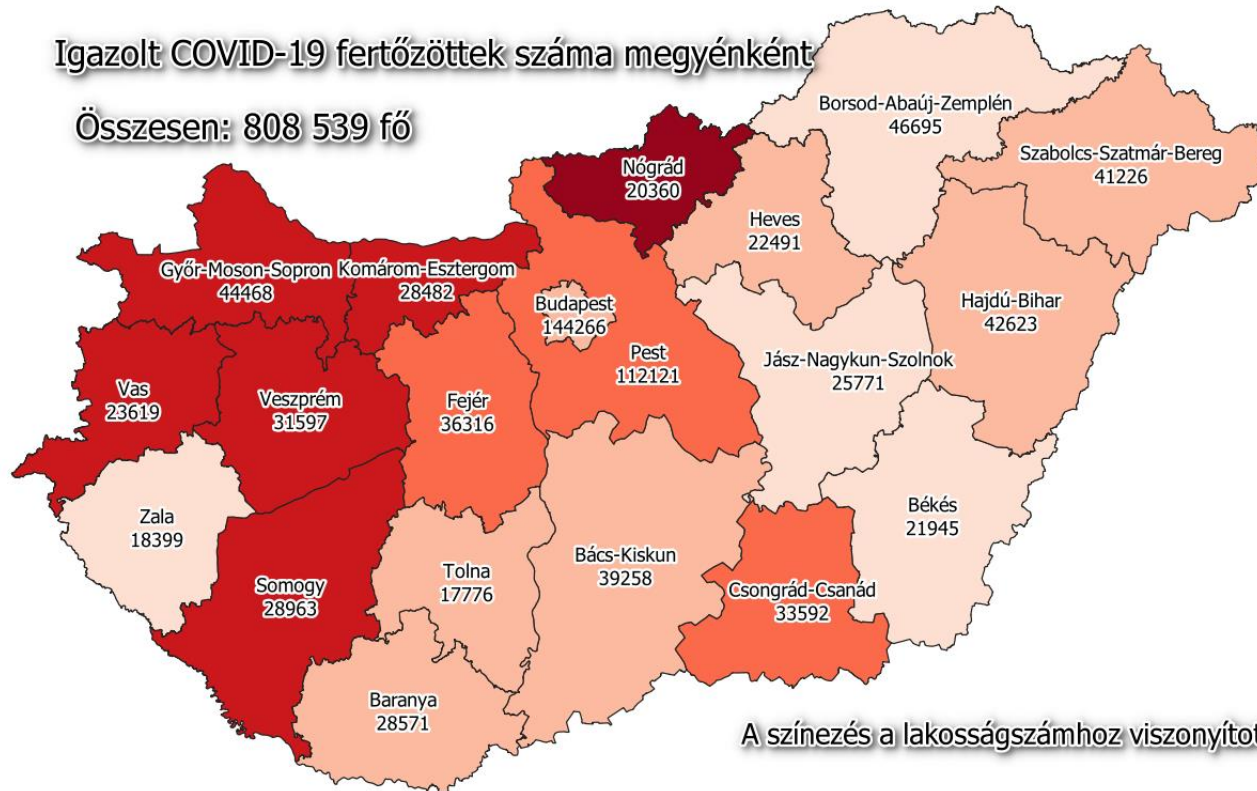 Igazolt COVID-19 fertőzöttek száma megyénként
Összesen: 808 539 fő
Borsod-Abaúj-Zemplén
46695
Szabolcs-Szatmár-Bereg
41226
Nógrád
20360
Heves
22491
Győr-Moson-Sopron
44468
Komárom-Esztergom
28482
Budapest
144266
Hajdú-Bihar
42623
Pest
112121
Jász-Nagykun-Szolnok
25771
Vas
23619
Veszprém
31597
Fejér
36316
Zala
18399
Békés
21945
Bács-Kiskun
39258
Tolna
17776
Somogy
28963
Csongrád-Csanád
33592
Baranya
28571
A színezés a lakosságszámhoz